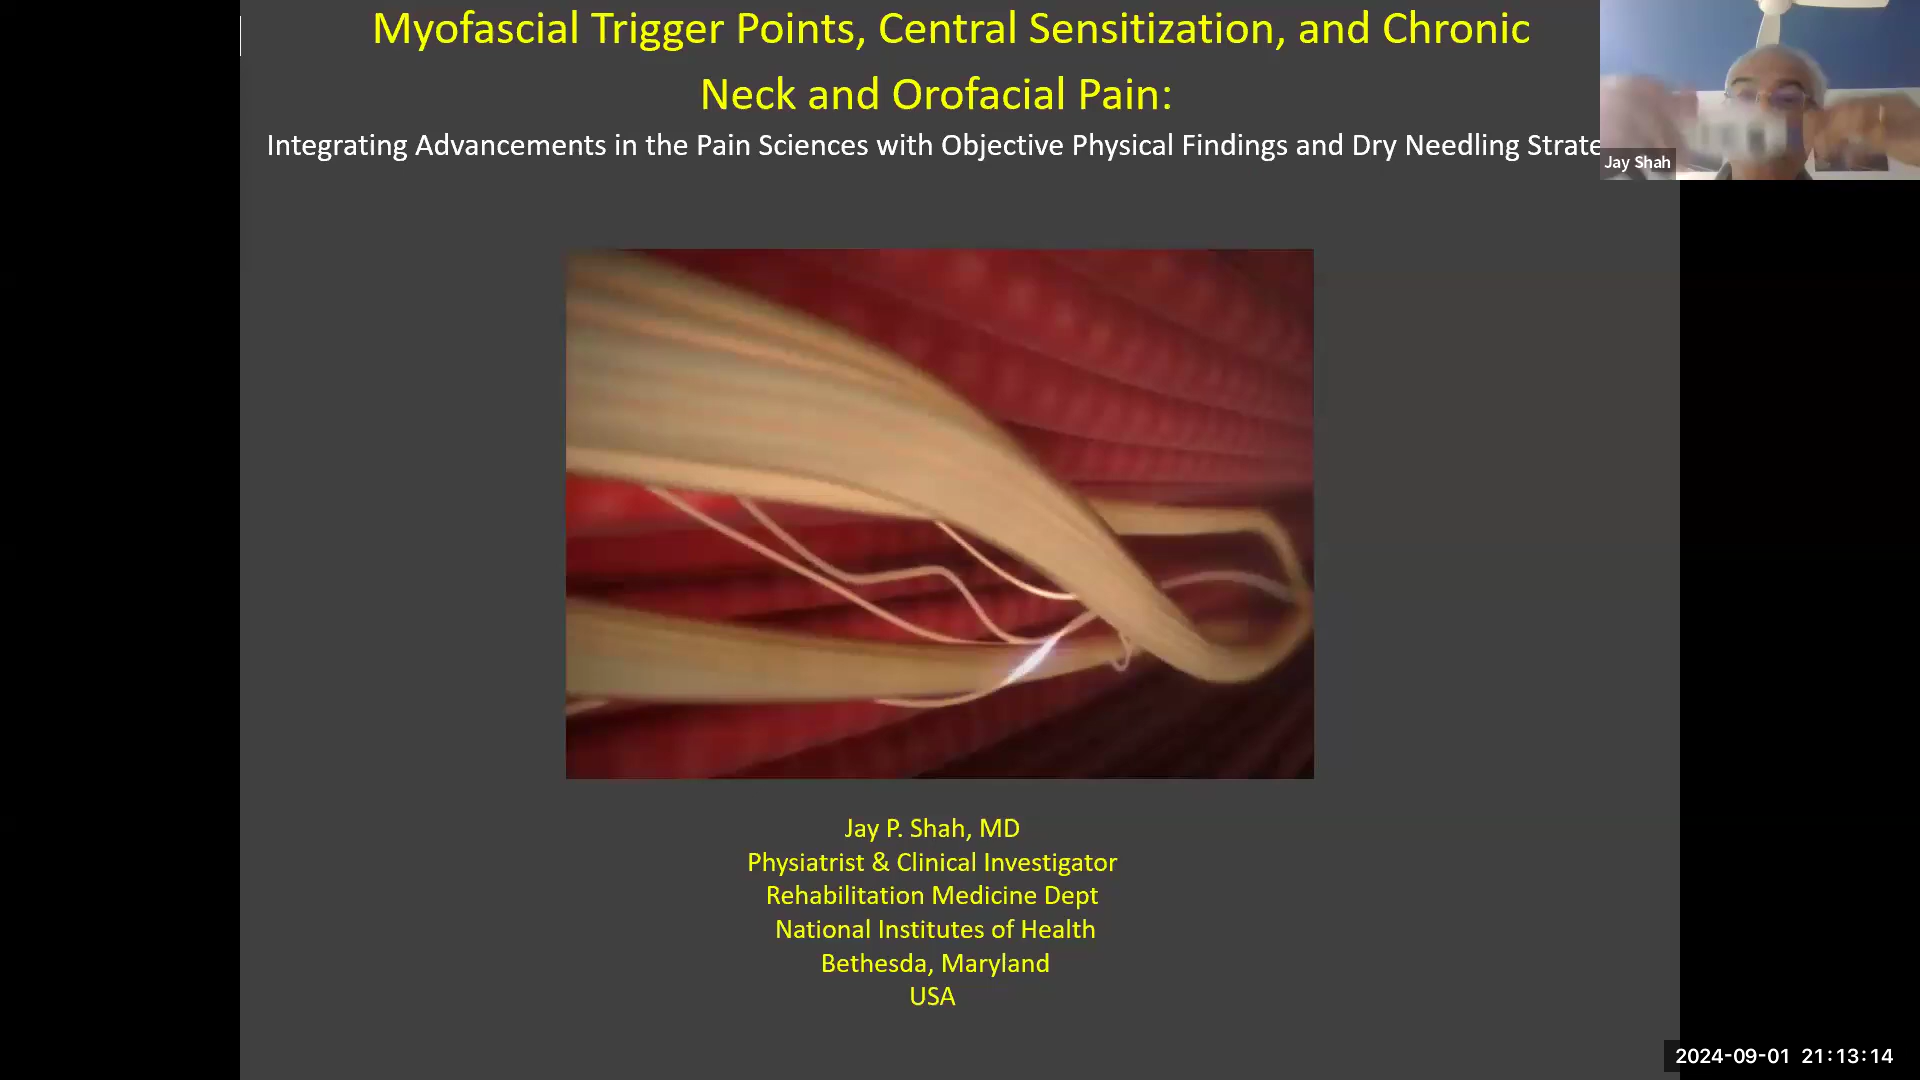 Myofascial Trigger Points, Central Sensitization, and Chronic
Neck and Orofacial Pain:
Integrating Advancements in the Pain Sciences with Objective Physical Findings and Dry Needling Strate
Jay Shah
Jay P. Shah, MD
Physiatrist & Clinical Investigator
Rehabilitation Medicine Dept
National Institutes of Health
Bethesda, Maryland
USA
2024-09-01 21:13:14